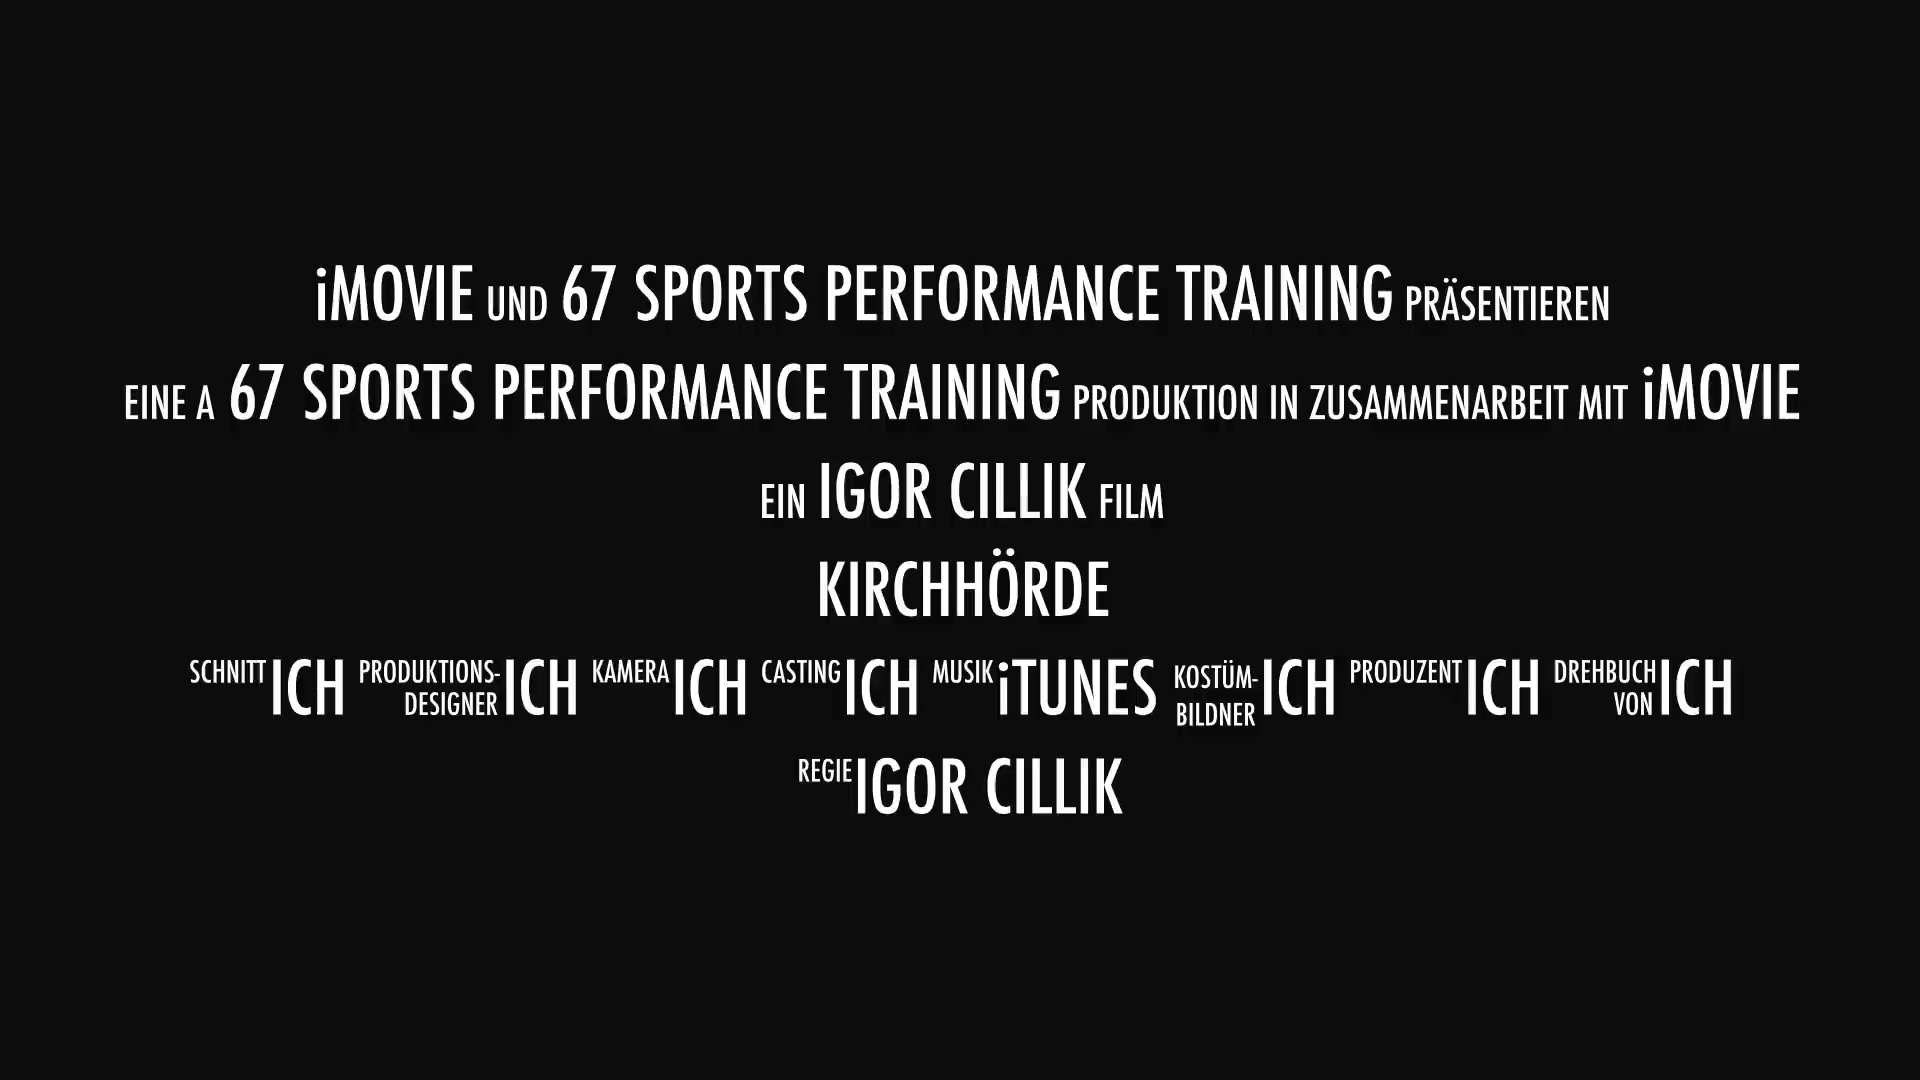 iMOVIE UND 67 SPORTS PERFORMANCE TRAINING PRÄSENTIEREN
EINE A 67 SPORTS PERFORMANCE TRAINING PRODUKTION IN ZUSAMMENARBEIT MIT iMOVIE
EIN IGOR CILLIK FILM
KIRCHHÖRDE
SCHNITT ICH PRODUKTIONS-DESIGNER ICH KAMERA ICH CASTING ICH MUSIK iTUNES KOSTÜM-BILDNER ICH PRODUZENT ICH DREHBUCH VON ICH
REGIE IGOR CILLIK